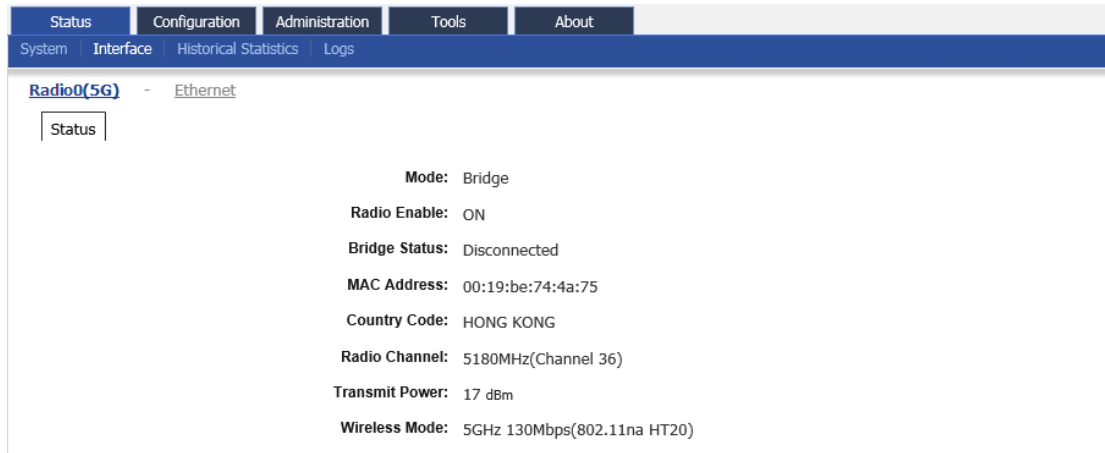 Status Configuration Administration Tools About
System Interface Historical Statistics Logs
Radio0(5G) - Ethernet
Status
Mode: Bridge
Radio Enable: ON
Bridge Status: Disconnected
MAC Address: 00:19:be:74:4a:75
Country Code: HONG KONG
Radio Channel: 5180MHz(Channel 36)
Transmit Power: 17 dBm
Wireless Mode: 5GHz 130Mbps(802.11na HT20)